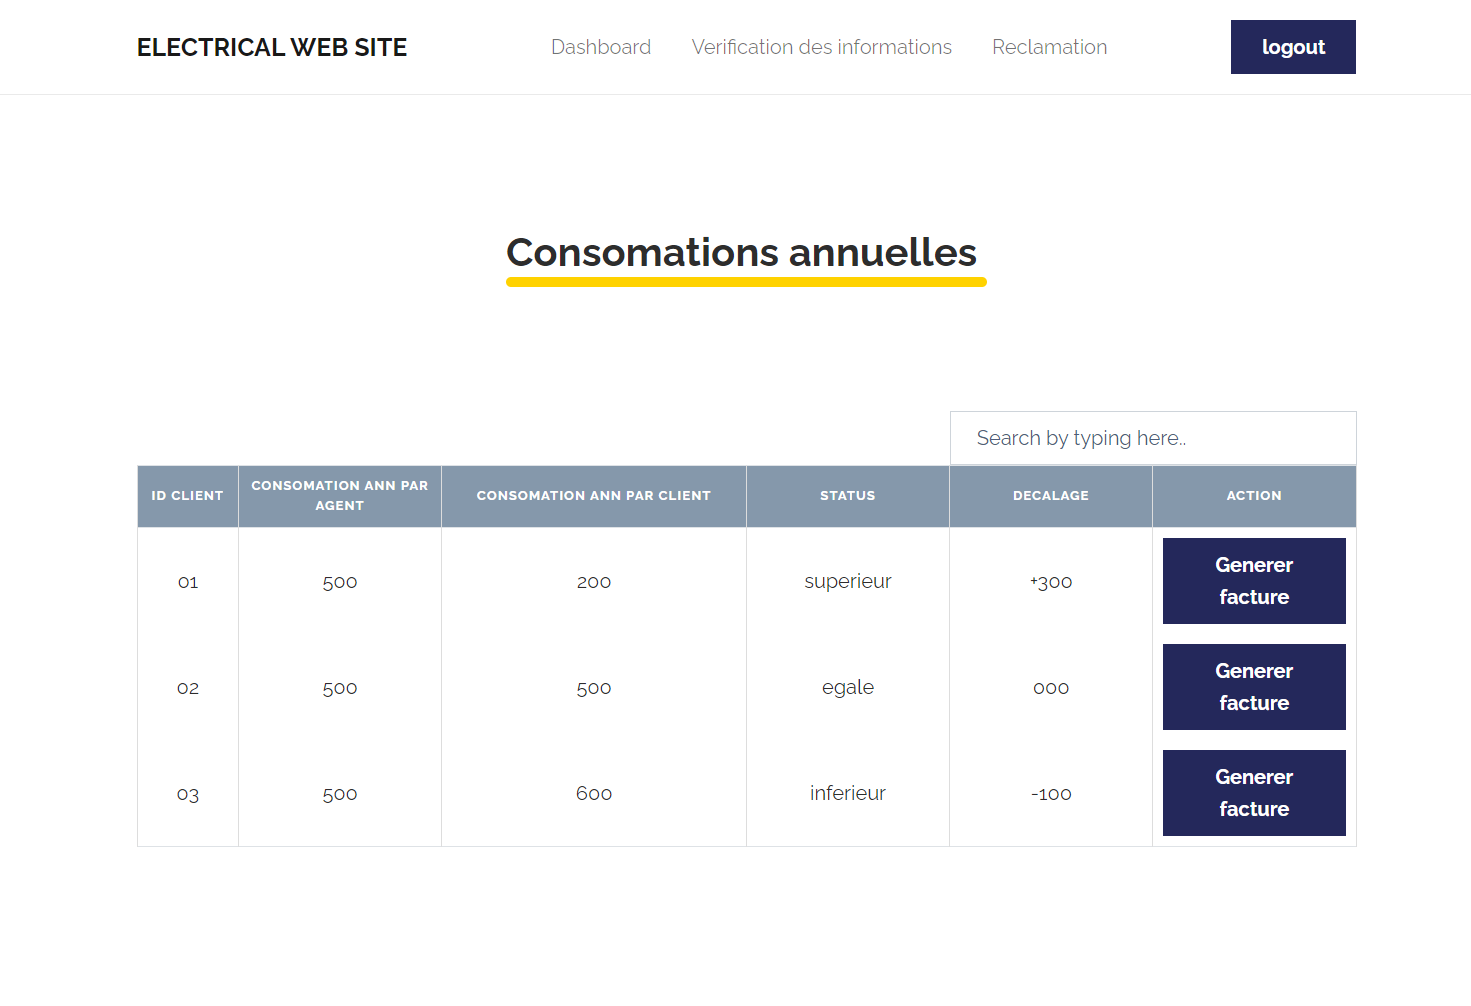 ELECTRICAL WEB SITE Dashboard Verification des informations Reclamation logout
Consomations annuelles
Search by typing here..
ID CLIENT CONSOMATION ANN PAR AGENT CONSOMATION ANN PAR CLIENT STATUS DECALAGE ACTION
01 500 200 superieur +300 Generer facture
02 500 500 egale 000 Generer facture
03 500 600 inferieur -100 Generer facture